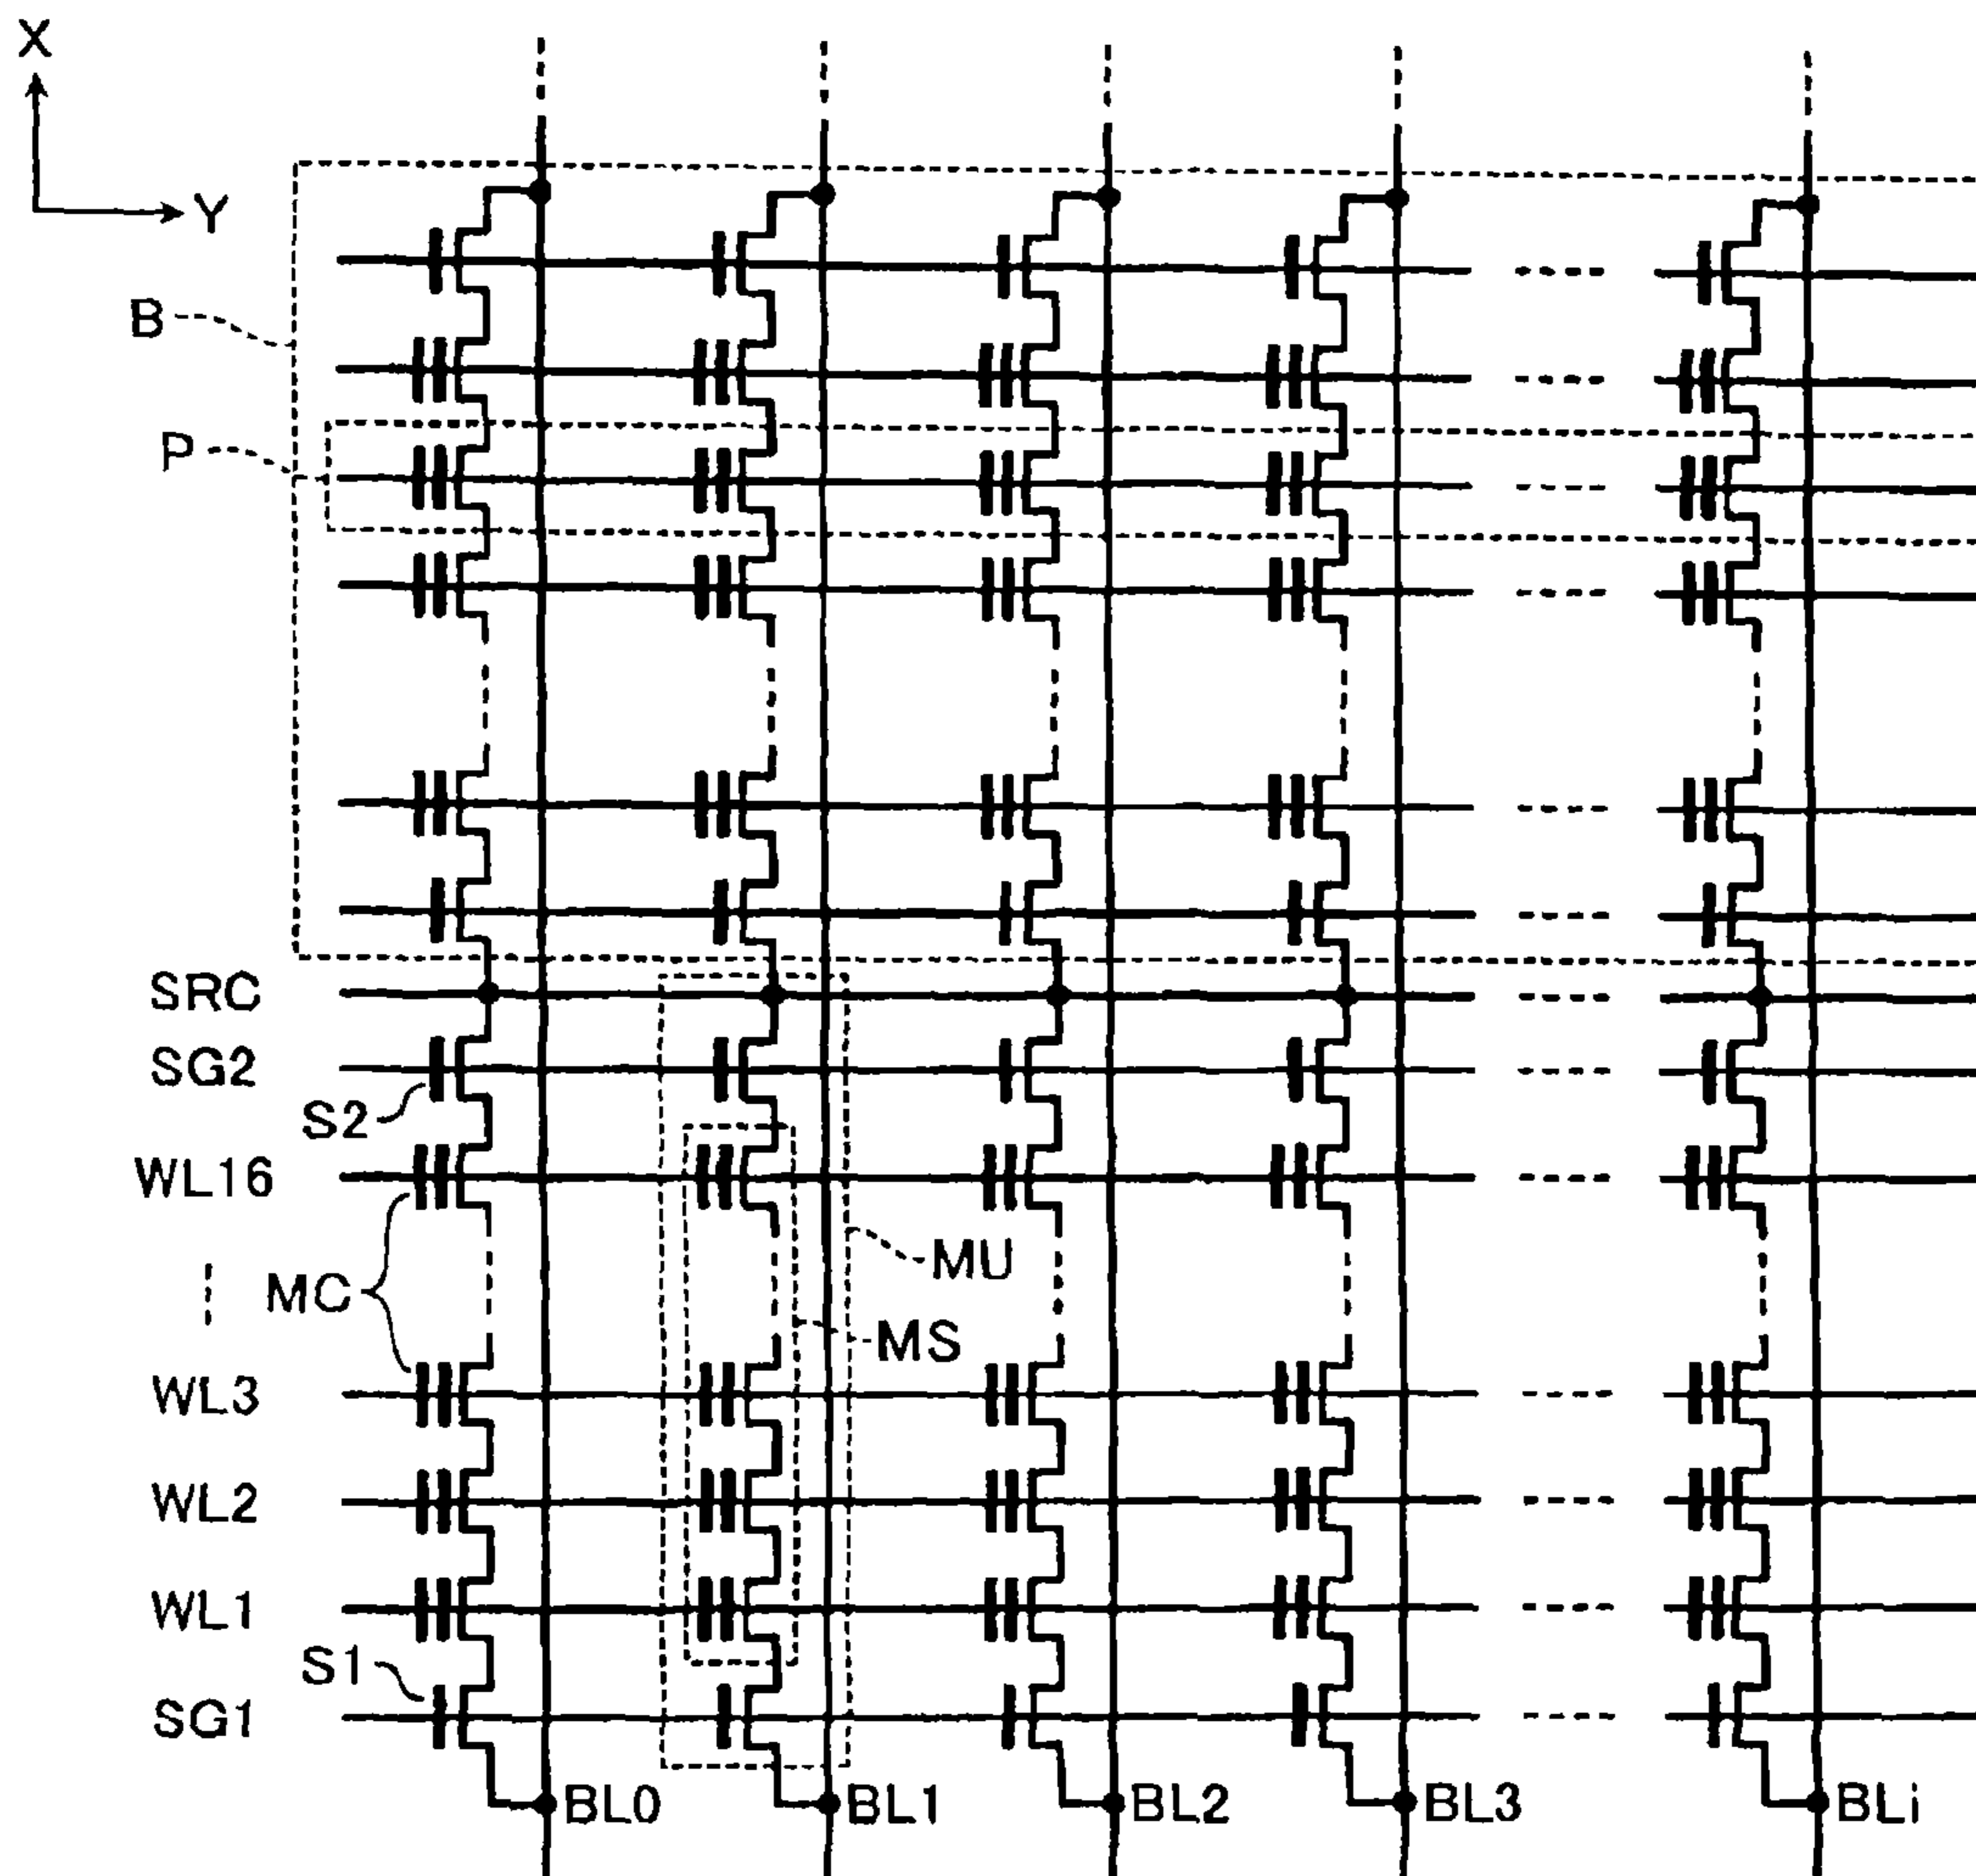 X
Y
B
P
SRC
SG2
S2
WL16
MU
MC
MS
WL3
WL2
WL1
S1
SG1
BL0 BL1 BL2 BL3 BLi